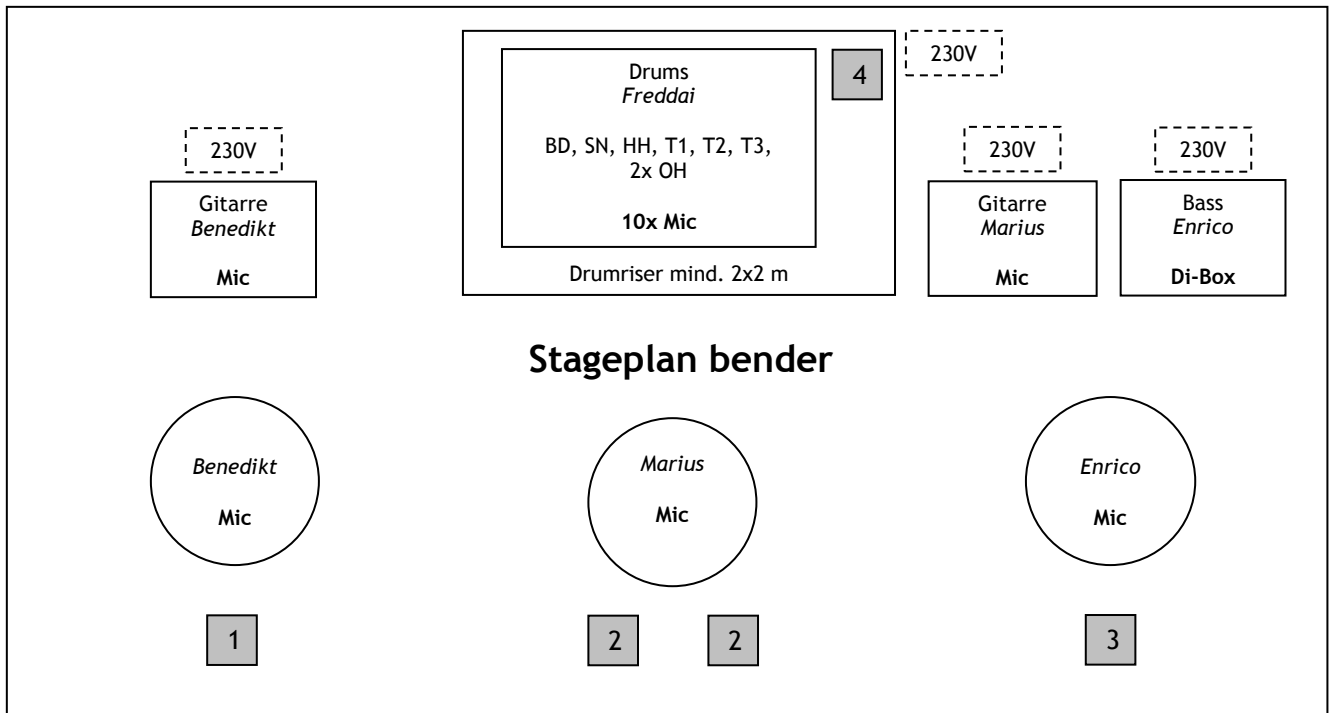 230V
Drums
Freddai
4
BD, SN, HH, T1, T2, T3,
2x OH
10x Mic
Drumriser mind. 2x2 m
230V
Gitarre
Benedikt
Mic
230V
Gitarre
Marius
Mic
230V
Bass
Enrico
Di-Box
Stageplan bender
Benedikt
Mic
Marius
Mic
Enrico
Mic
1
2
2
3